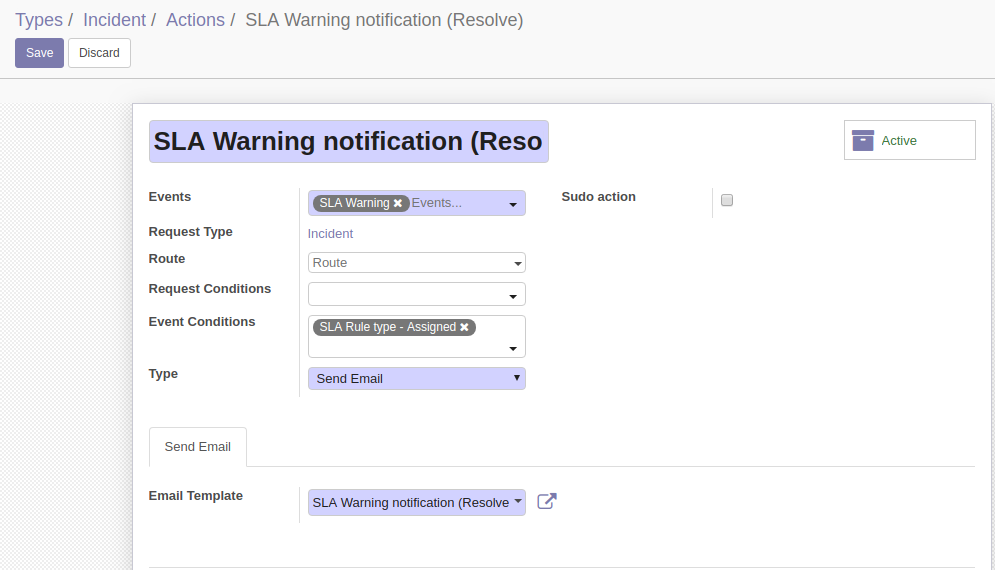 Types / Incident / Actions / SLA Warning notification (Resolve)
Save Discard
SLA Warning notification (Reso
Active
Events SLA Warning ✖ Events... Sudo action
Request Type Incident
Route Route
Request Conditions
Event Conditions SLA Rule type - Assigned ✖
Type Send Email
Send Email
Email Template SLA Warning notification (Resolve